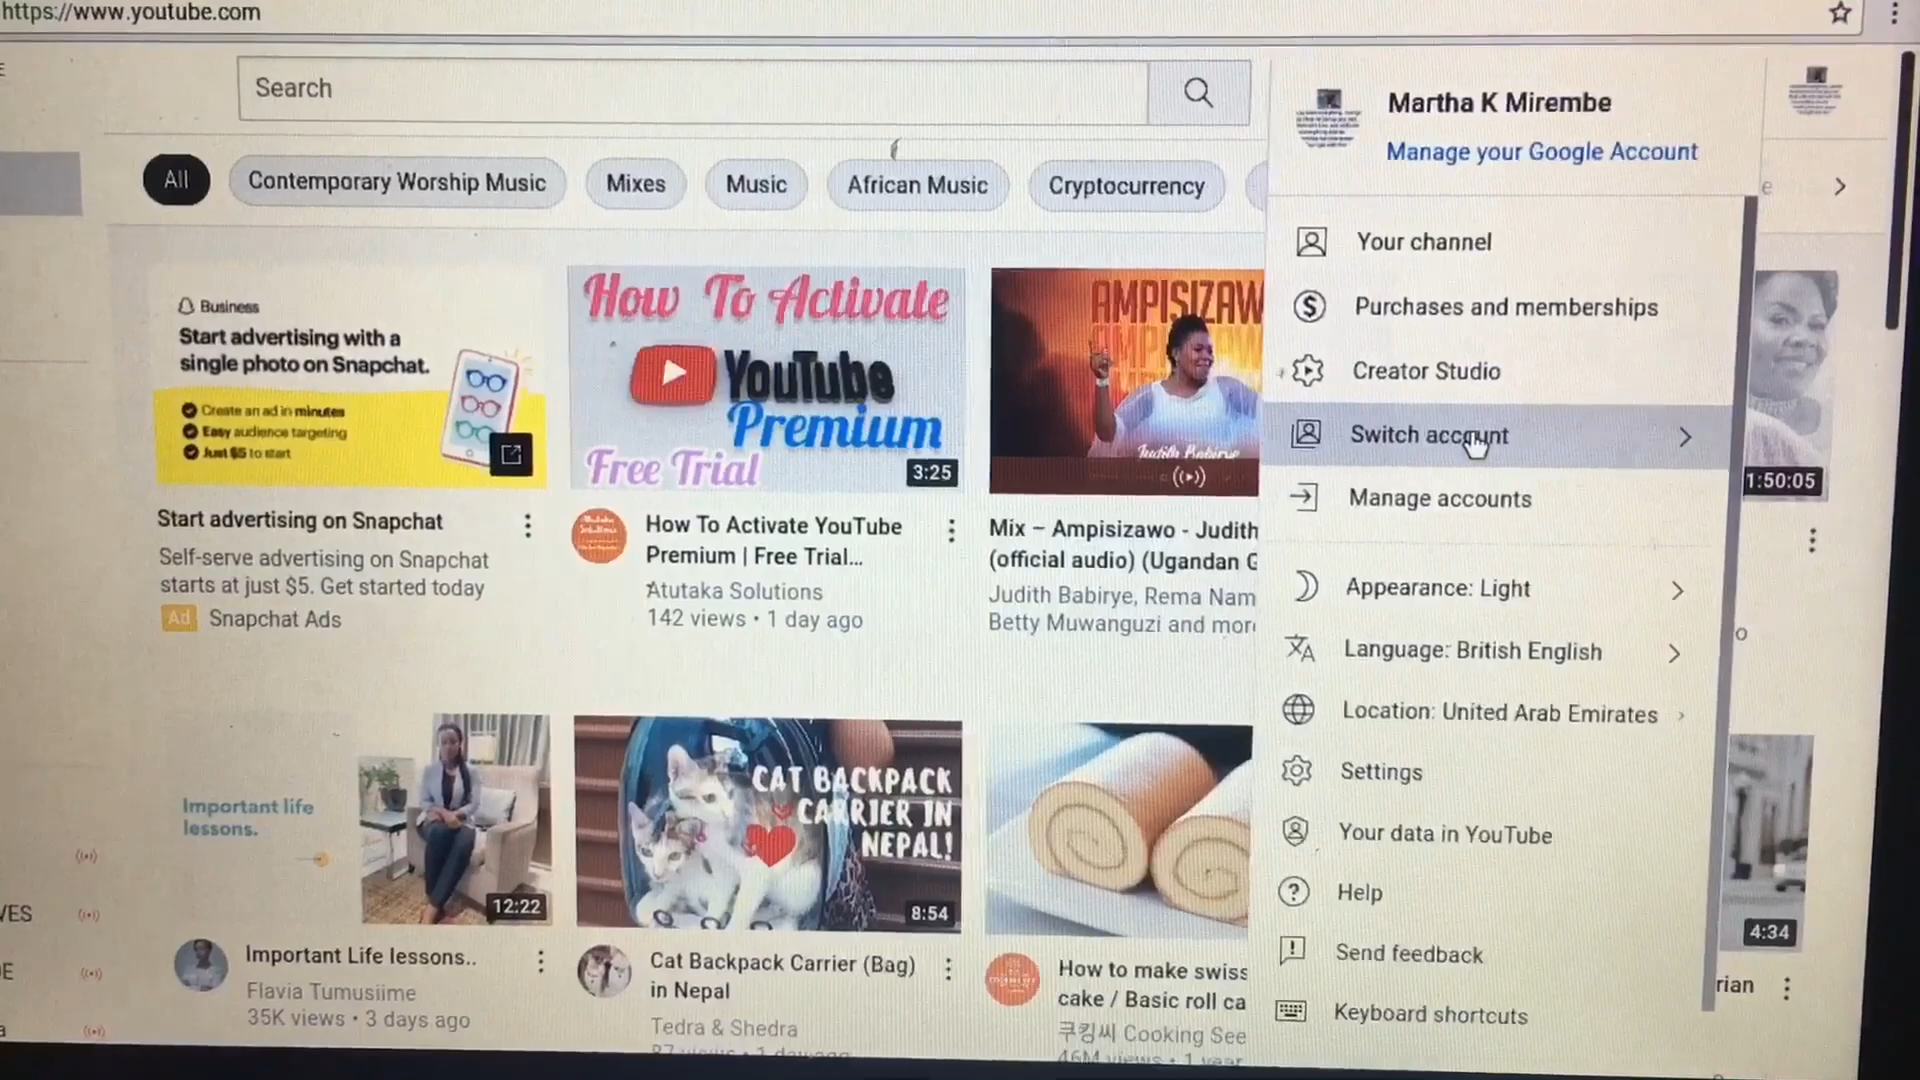 https://www.youtube.com
Search
All
Contemporary Worship Music
Mixes
Music
African Music
Cryptocurrency
Martha K Mirembe
Manage your Google Account
Your channel
Purchases and memberships
Creator Studio
Switch account
Manage accounts
Appearance: Light
Language: British English
Location: United Arab Emirates
Settings
Your data in YouTube
Help
Send feedback
Keyboard shortcuts
Business
Start advertising with a
single photo on Snapchat.
Create an ad in minutes
Easy audience targeting
Just $5 to start
Start advertising on Snapchat
Self-serve advertising on Snapchat
starts at just $5. Get started today
Ad Snapchat Ads
How To Activate
YouTube
Premium
Free Trial
3:25
How To Activate YouTube
Premium | Free Trial...
Atutaka Solutions
142 views • 1 day ago
AMPISIZAW
Judith Babirye
Mix – Ampisizawo - Judith
(official audio) (Ugandan G
Judith Babirye, Rema Nam
Betty Muwanguzi and more
1:50:05
Important life
lessons.
12:22
Important Life lessons..
Flavia Tumusiime
35K views • 3 days ago
CAT BACKPACK
CARRIER IN
NEPAL!
8:54
Cat Backpack Carrier (Bag)
in Nepal
Tedra & Shedra
87 views • 1 day ago
How to make swiss
cake / Basic roll ca
쿠킹씨 Cooking See
46M views • 1 year
4:34
rian
VES